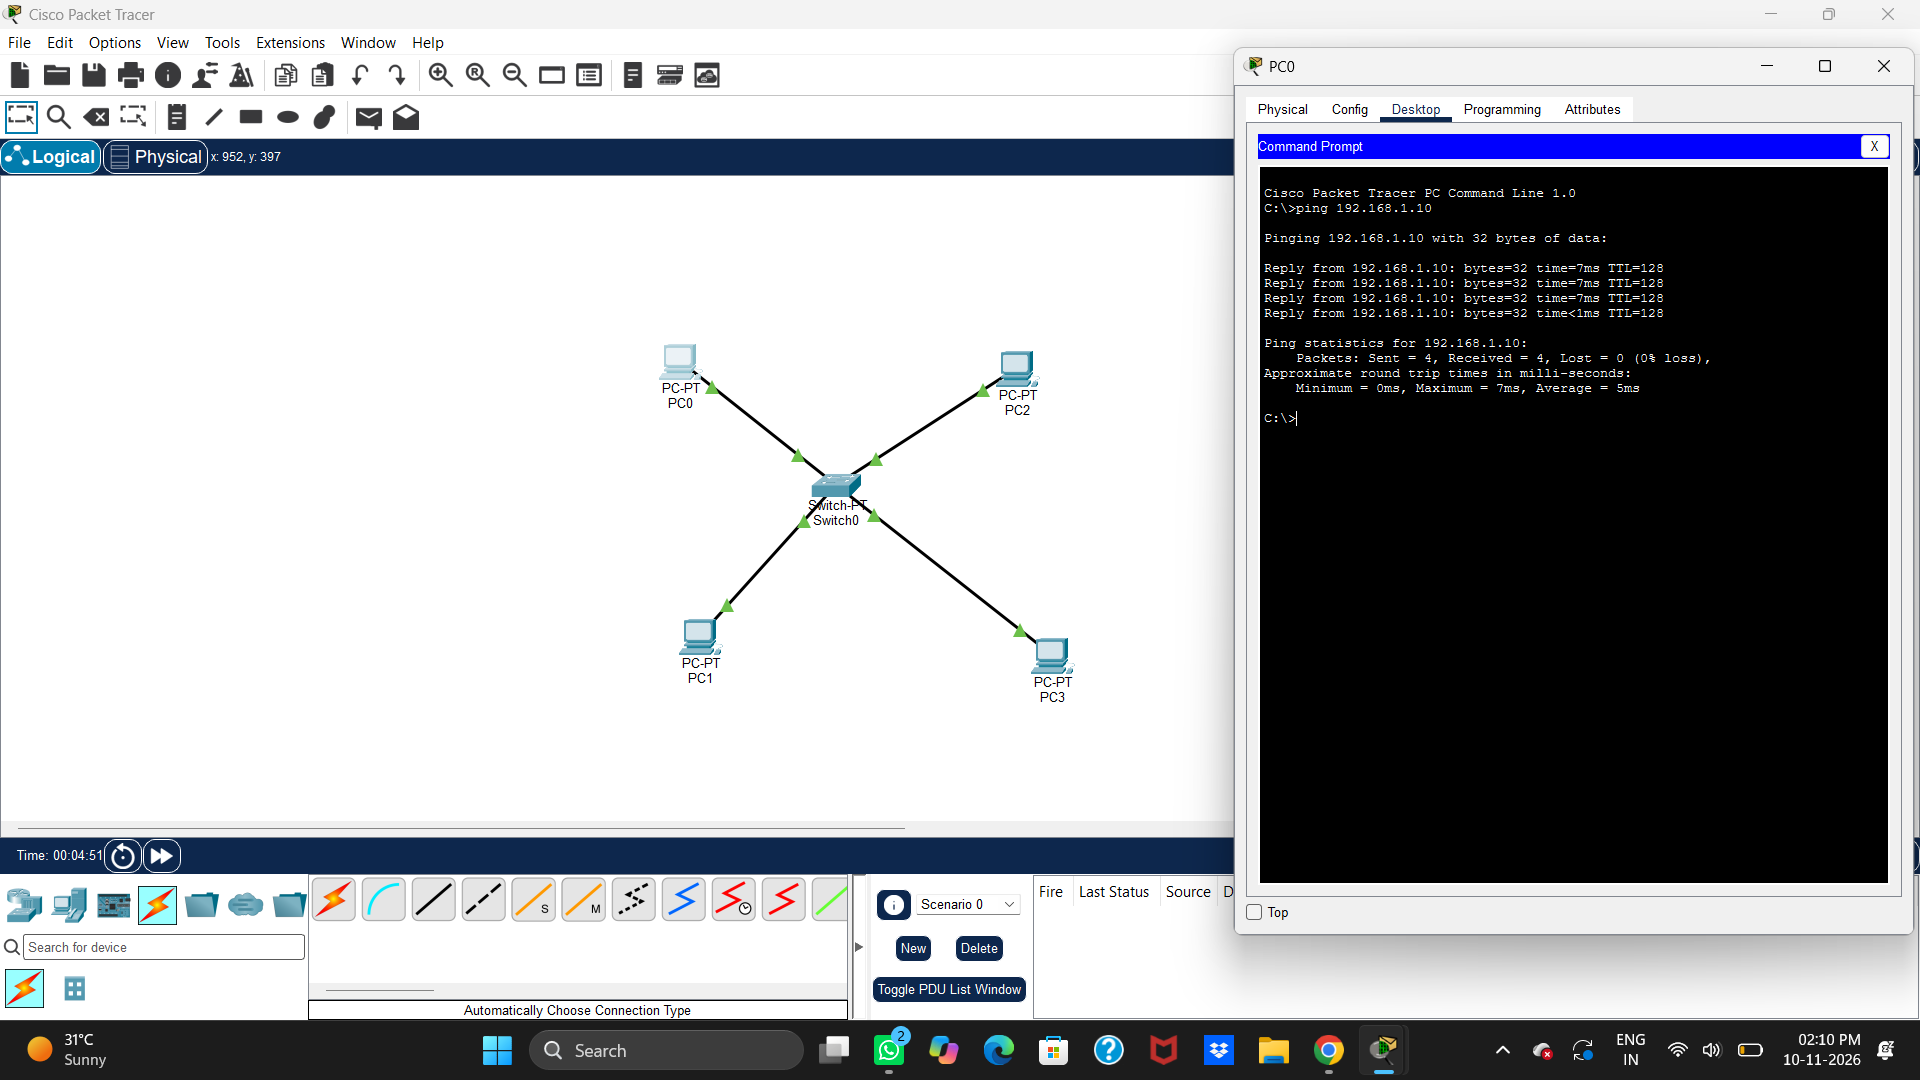 Cisco Packet Tracer
File Edit Options View Tools Extensions Window Help
Logical Physical x: 952, y: 397
PC-PT
PC0
PC-PT
PC2
Switch-PT
Switch0
PC-PT
PC1
PC-PT
PC3
PC0
Physical Config Desktop Programming Attributes
Command Prompt X
Cisco Packet Tracer PC Command Line 1.0
C:\>ping 192.168.1.10
Pinging 192.168.1.10 with 32 bytes of data:
Reply from 192.168.1.10: bytes=32 time=7ms TTL=128
Reply from 192.168.1.10: bytes=32 time=7ms TTL=128
Reply from 192.168.1.10: bytes=32 time=7ms TTL=128
Reply from 192.168.1.10: bytes=32 time<1ms TTL=128
Ping statistics for 192.168.1.10:
Packets: Sent = 4, Received = 4, Lost = 0 (0% loss),
Approximate round trip times in milli-seconds:
Minimum = 0ms, Maximum = 7ms, Average = 5ms
C:\>
Top
Time: 00:04:51
S M
Search for device
Automatically Choose Connection Type
Scenario 0
New Delete
Toggle PDU List Window
Fire Last Status Source D
31°C
Sunny
Search
2
ENG
IN
02:10 PM
10-11-2026